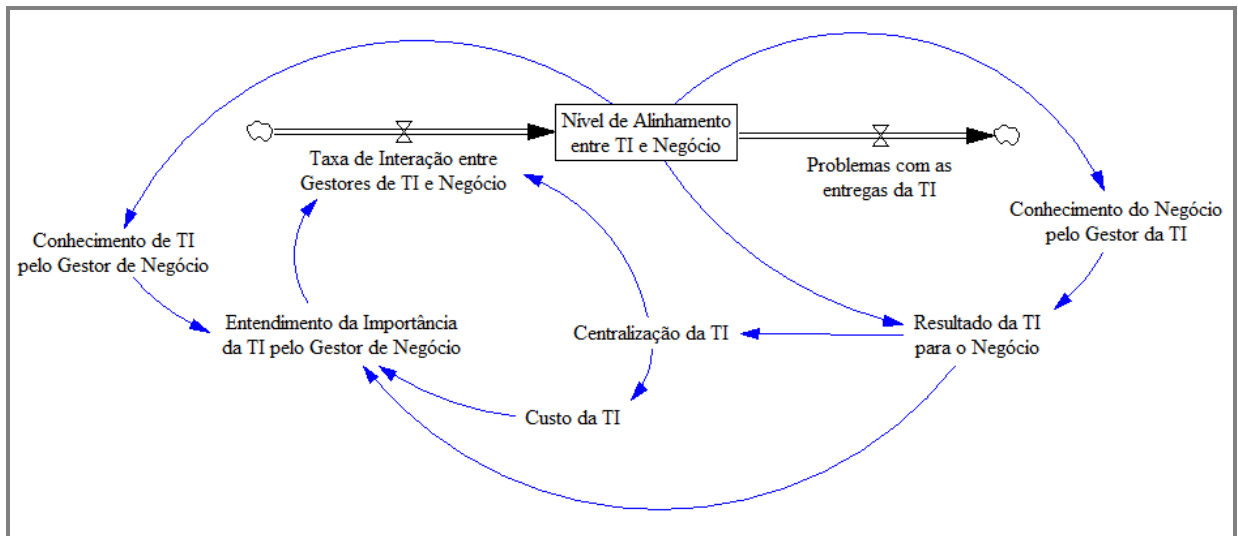 Nível de Alinhamento
entre TI e Negócio
Taxa de Interação entre
Gestores de TI e Negócio
Problemas com as
entregas da TI
Conhecimento de TI
pelo Gestor de Negócio
Conhecimento do Negócio
pelo Gestor da TI
Entendimento da Importância
da TI pelo Gestor de Negócio
Centralização da TI
Resultado da TI
para o Negócio
Custo da TI